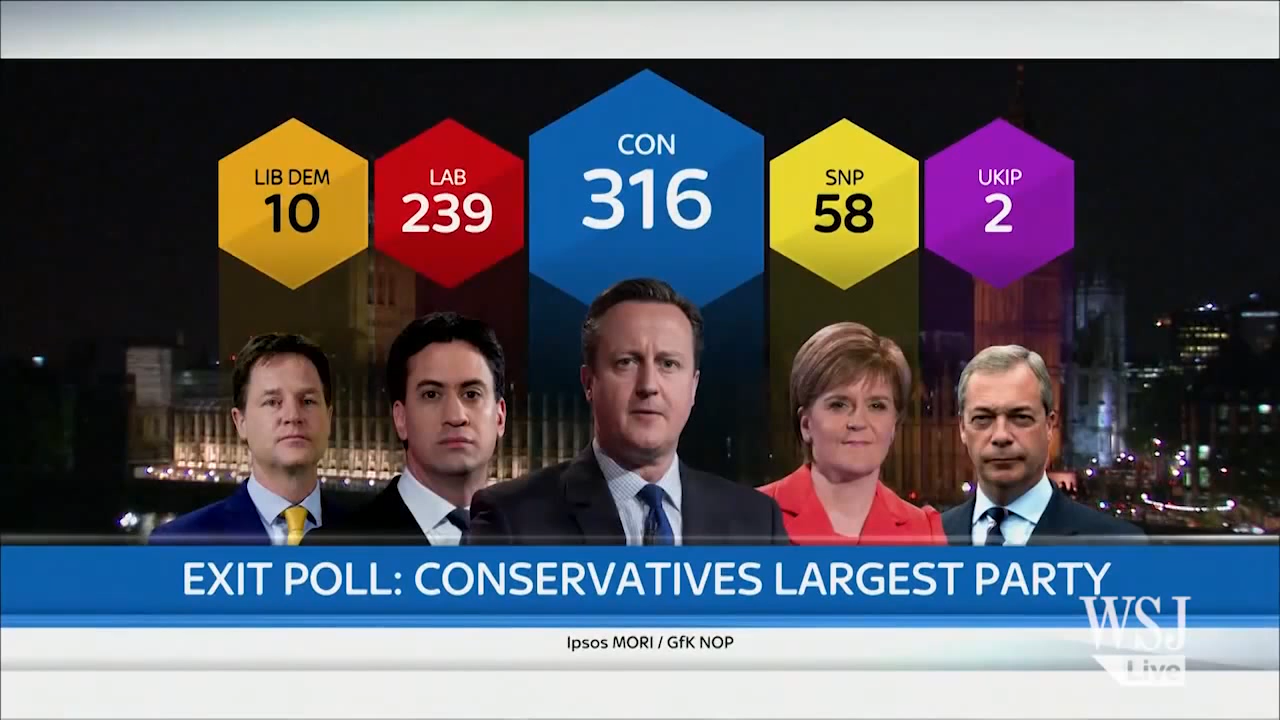 LIB DEM
10
LAB
239
CON
316
SNP
58
UKIP
2
EXIT POLL: CONSERVATIVES LARGEST PARTY
Ipsos MORI / GfK NOP
WSJ
Live